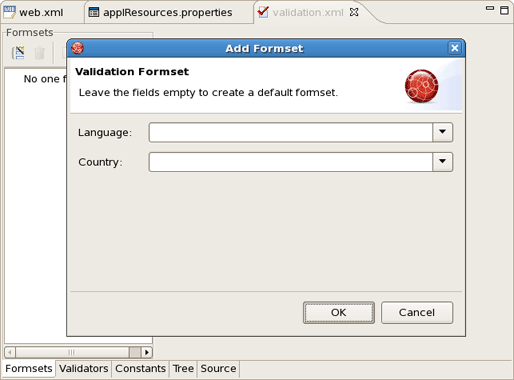 web.xml
applResources.properties
validation.xml
Formsets
Add Formset
No one f
Validation Formset
Leave the fields empty to create a default formset.
Language:
Country:
OK
Cancel
Formsets
Validators
Constants
Tree
Source